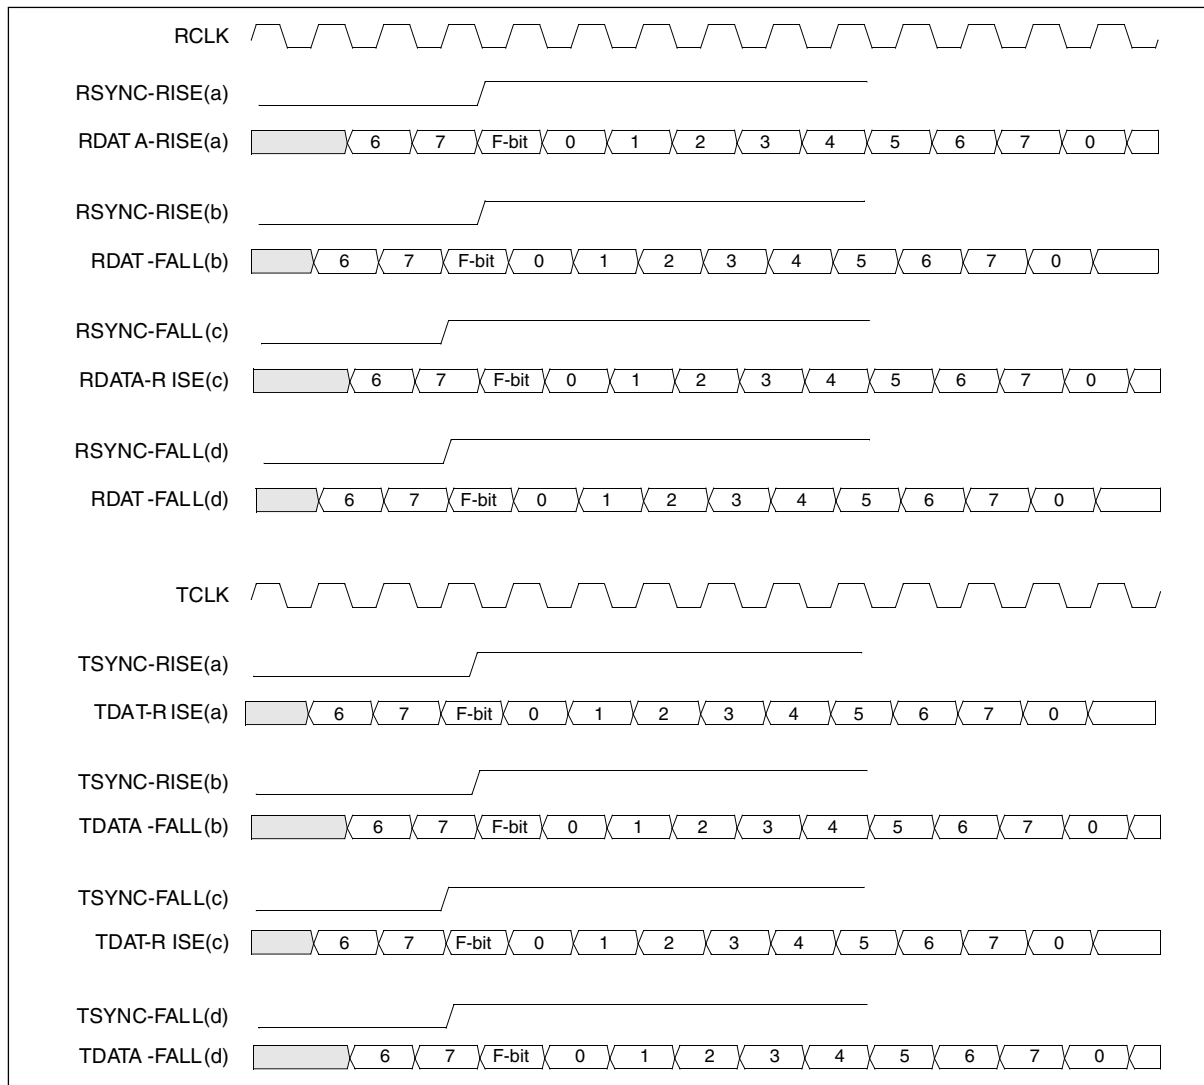 RCLK
RSYNC-RISE(a)
RDAT A-RISE(a) 6 7 F-bit 0 1 2 3 4 5 6 7 0
RSYNC-RISE(b)
RDAT -FALL(b) 6 7 F-bit 0 1 2 3 4 5 6 7 0
RSYNC-FALL(c)
RDATA-R ISE(c) 6 7 F-bit 0 1 2 3 4 5 6 7 0
RSYNC-FALL(d)
RDAT -FALL(d) 6 7 F-bit 0 1 2 3 4 5 6 7 0
TCLK
TSYNC-RISE(a)
TDAT-R ISE(a) 6 7 F-bit 0 1 2 3 4 5 6 7 0
TSYNC-RISE(b)
TDATA -FALL(b) 6 7 F-bit 0 1 2 3 4 5 6 7 0
TSYNC-FALL(c)
TDAT-R ISE(c) 6 7 F-bit 0 1 2 3 4 5 6 7 0
TSYNC-FALL(d)
TDATA -FALL(d) 6 7 F-bit 0 1 2 3 4 5 6 7 0